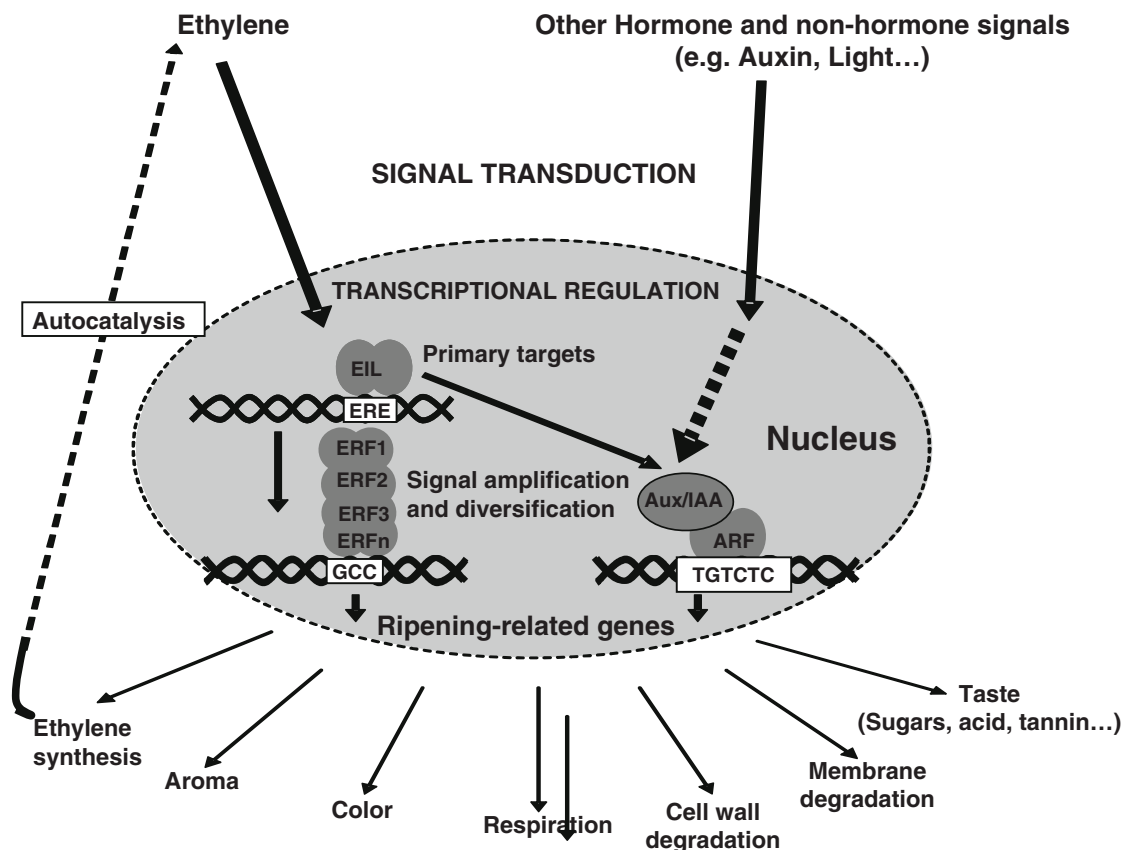 Ethylene
Other Hormone and non-hormone signals
(e.g. Auxin, Light…)
SIGNAL TRANSDUCTION
TRANSCRIPTIONAL REGULATION
Autocatalysis
Primary targets
EIL
ERE
Nucleus
ERF1
ERF2
ERF3
ERFn
Signal amplification
and diversification
Aux/IAA
ARF
GCC
TGTCTC
Ripening-related genes
Ethylene
synthesis
Aroma
Color
Respiration
Cell wall
degradation
Membrane
degradation
Taste
(Sugars, acid, tannin…)